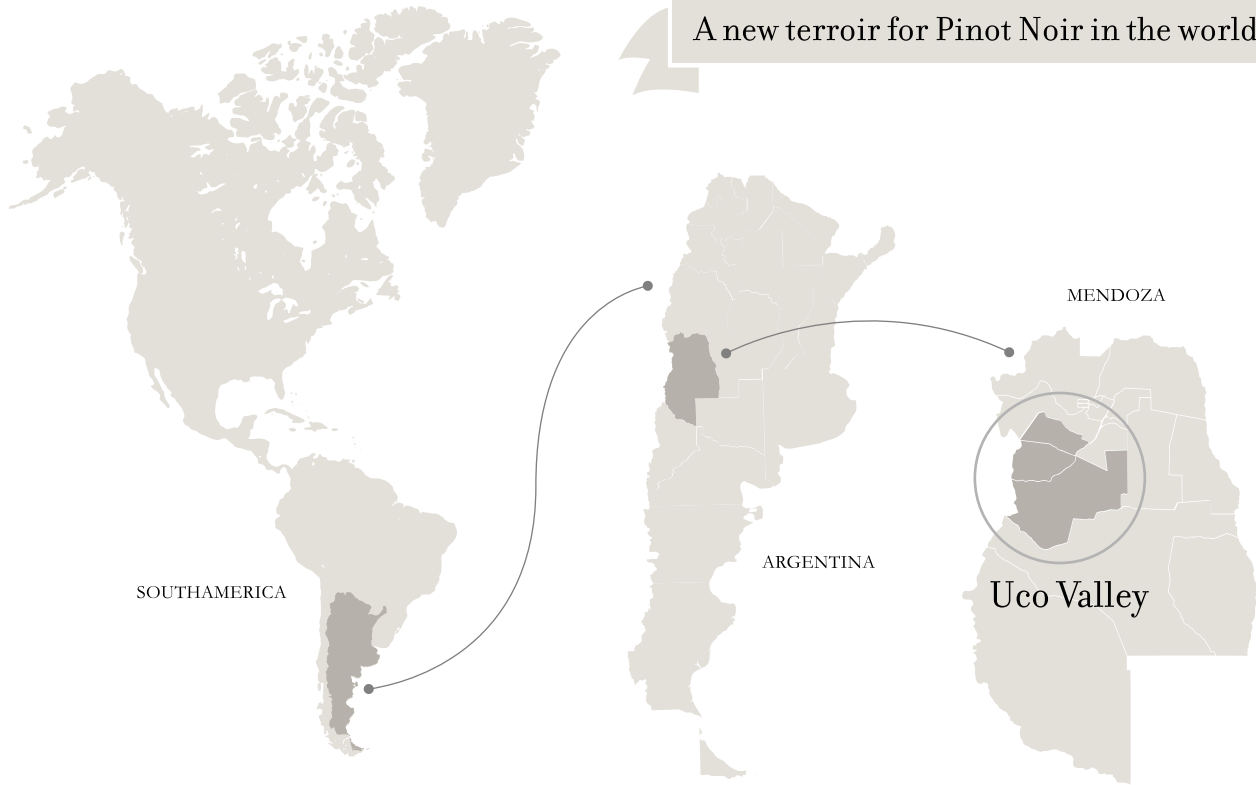 A new terroir for Pinot Noir in the world
MENDOZA
ARGENTINA
SOUTHAMERICA
Uco Valley